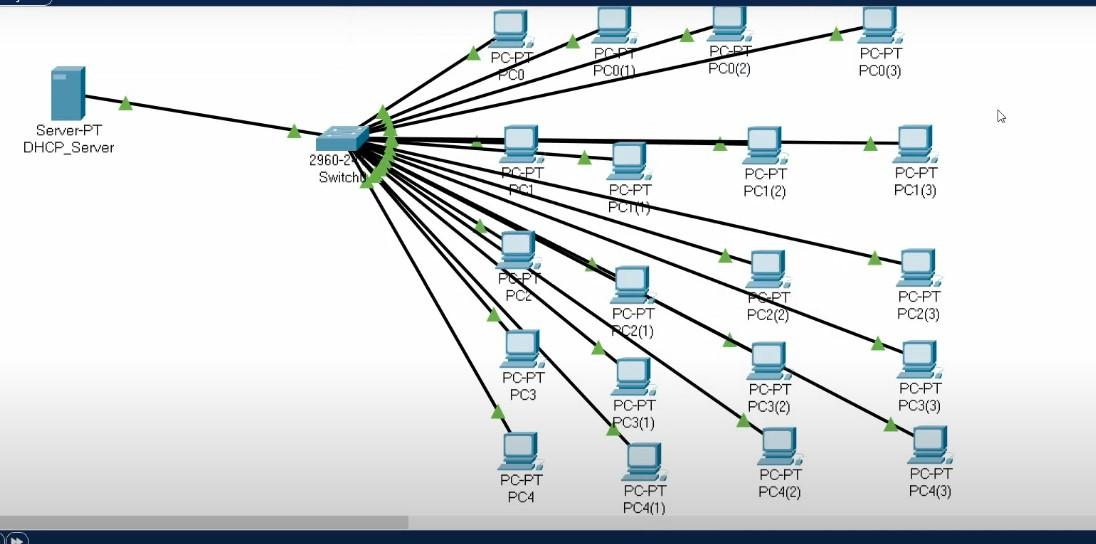 PC-PT
PC0
PC-PT
PC0(1)
PC-PT
PC0(2)
PC-PT
PC0(3)
Server-PT
DHCP_Server
2960-24
Switch0
PC-PT
PC1
PC-PT
PC1(1)
PC-PT
PC1(2)
PC-PT
PC1(3)
PC-PT
PC2
PC-PT
PC2(1)
PC-PT
PC2(2)
PC-PT
PC2(3)
PC-PT
PC3
PC-PT
PC3(1)
PC-PT
PC3(2)
PC-PT
PC3(3)
PC-PT
PC4
PC-PT
PC4(1)
PC-PT
PC4(2)
PC-PT
PC4(3)